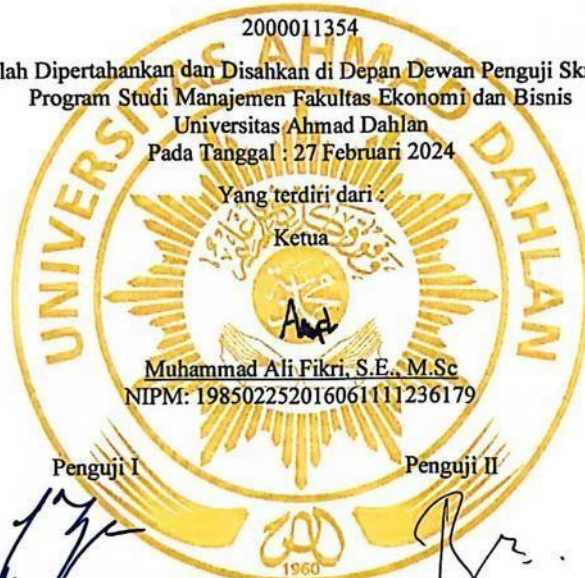 2000011354
lah Dipertahankan dan Disahkan di Depan Dewan Penguji Sk
Program Studi Manajemen Fakultas Ekonomi dan Bisnis
Universitas Ahmad Dahlan
Pada Tanggal : 27 Februari 2024
Yang terdiri dari :
Ketua
Muhammad Ali Fikri, S.E., M.Sc
NIPM: 198502252016061111236179
Penguji I
Penguji II
UNIVERSITAS AHMAD DAHLAN
1960